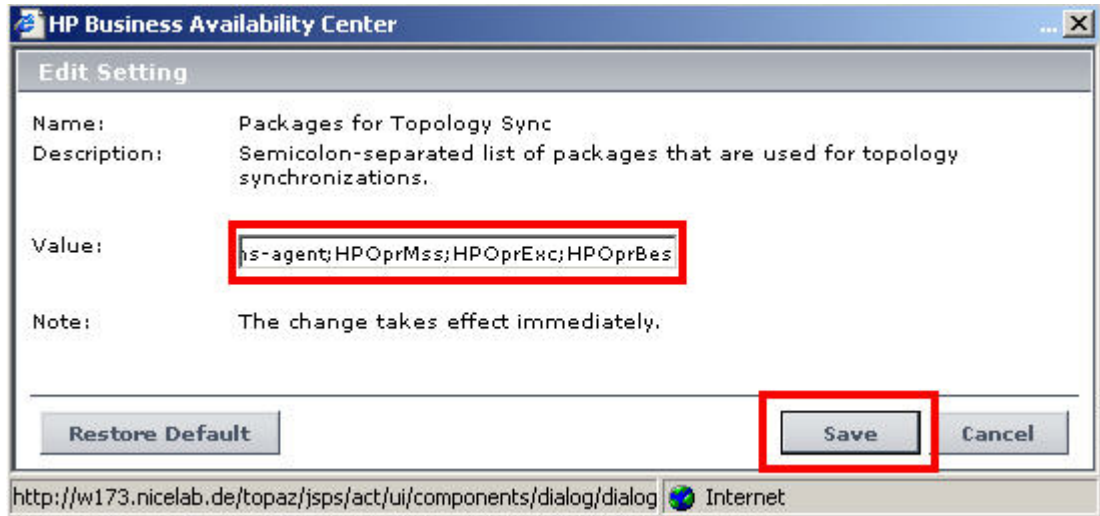 HP Business Availability Center ...
Edit Setting
Name: Packages for Topology Sync
Description: Semicolon-separated list of packages that are used for topology
synchronizations.
Value: ns-agent;HPOprMss;HPOprExc;HPOprBes
Note: The change takes effect immediately.
Restore Default Save Cancel
http://w173.nicelab.de/topaz/jsps/act/ui/components/dialog/dialog Internet